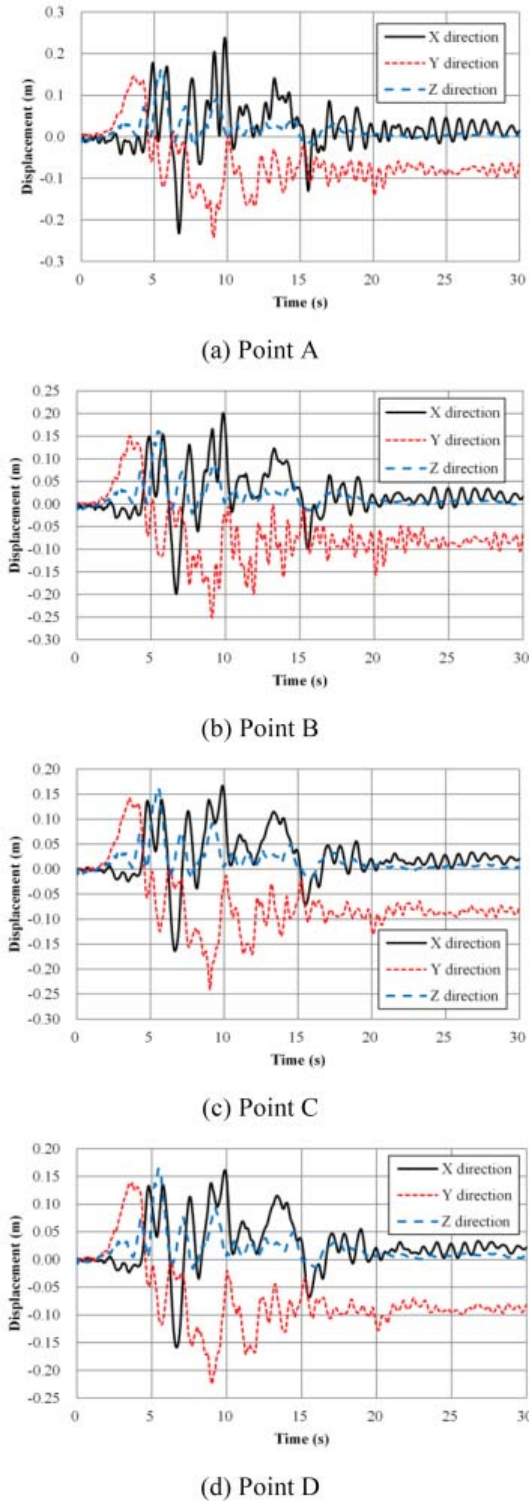 0.3
0.2
0.1
0.0
-0.1
-0.2
-0.3
Displacement (m)
X direction
Y direction
Z direction
0 5 10 15 20 25 30
Time (s)
(a) Point A
0.25
0.20
0.15
0.10
0.05
0.00
-0.05
-0.10
-0.15
-0.20
-0.25
-0.30
Displacement (m)
X direction
Y direction
Z direction
0 5 10 15 20 25 30
Time (s)
(b) Point B
0.20
0.15
0.10
0.05
0.00
-0.05
-0.10
-0.15
-0.20
-0.25
-0.30
Displacement (m)
X direction
Y direction
Z direction
0 5 10 15 20 25 30
Time (s)
(c) Point C
0.20
0.15
0.10
0.05
0.00
-0.05
-0.10
-0.15
-0.20
-0.25
Displacement (m)
X direction
Y direction
Z direction
0 5 10 15 20 25 30
Time (s)
(d) Point D